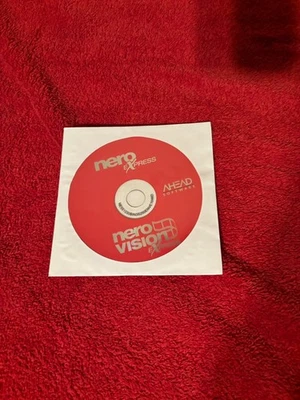 nero
EXPRESS
AHEAD
SOFTWARE
nero
VISION